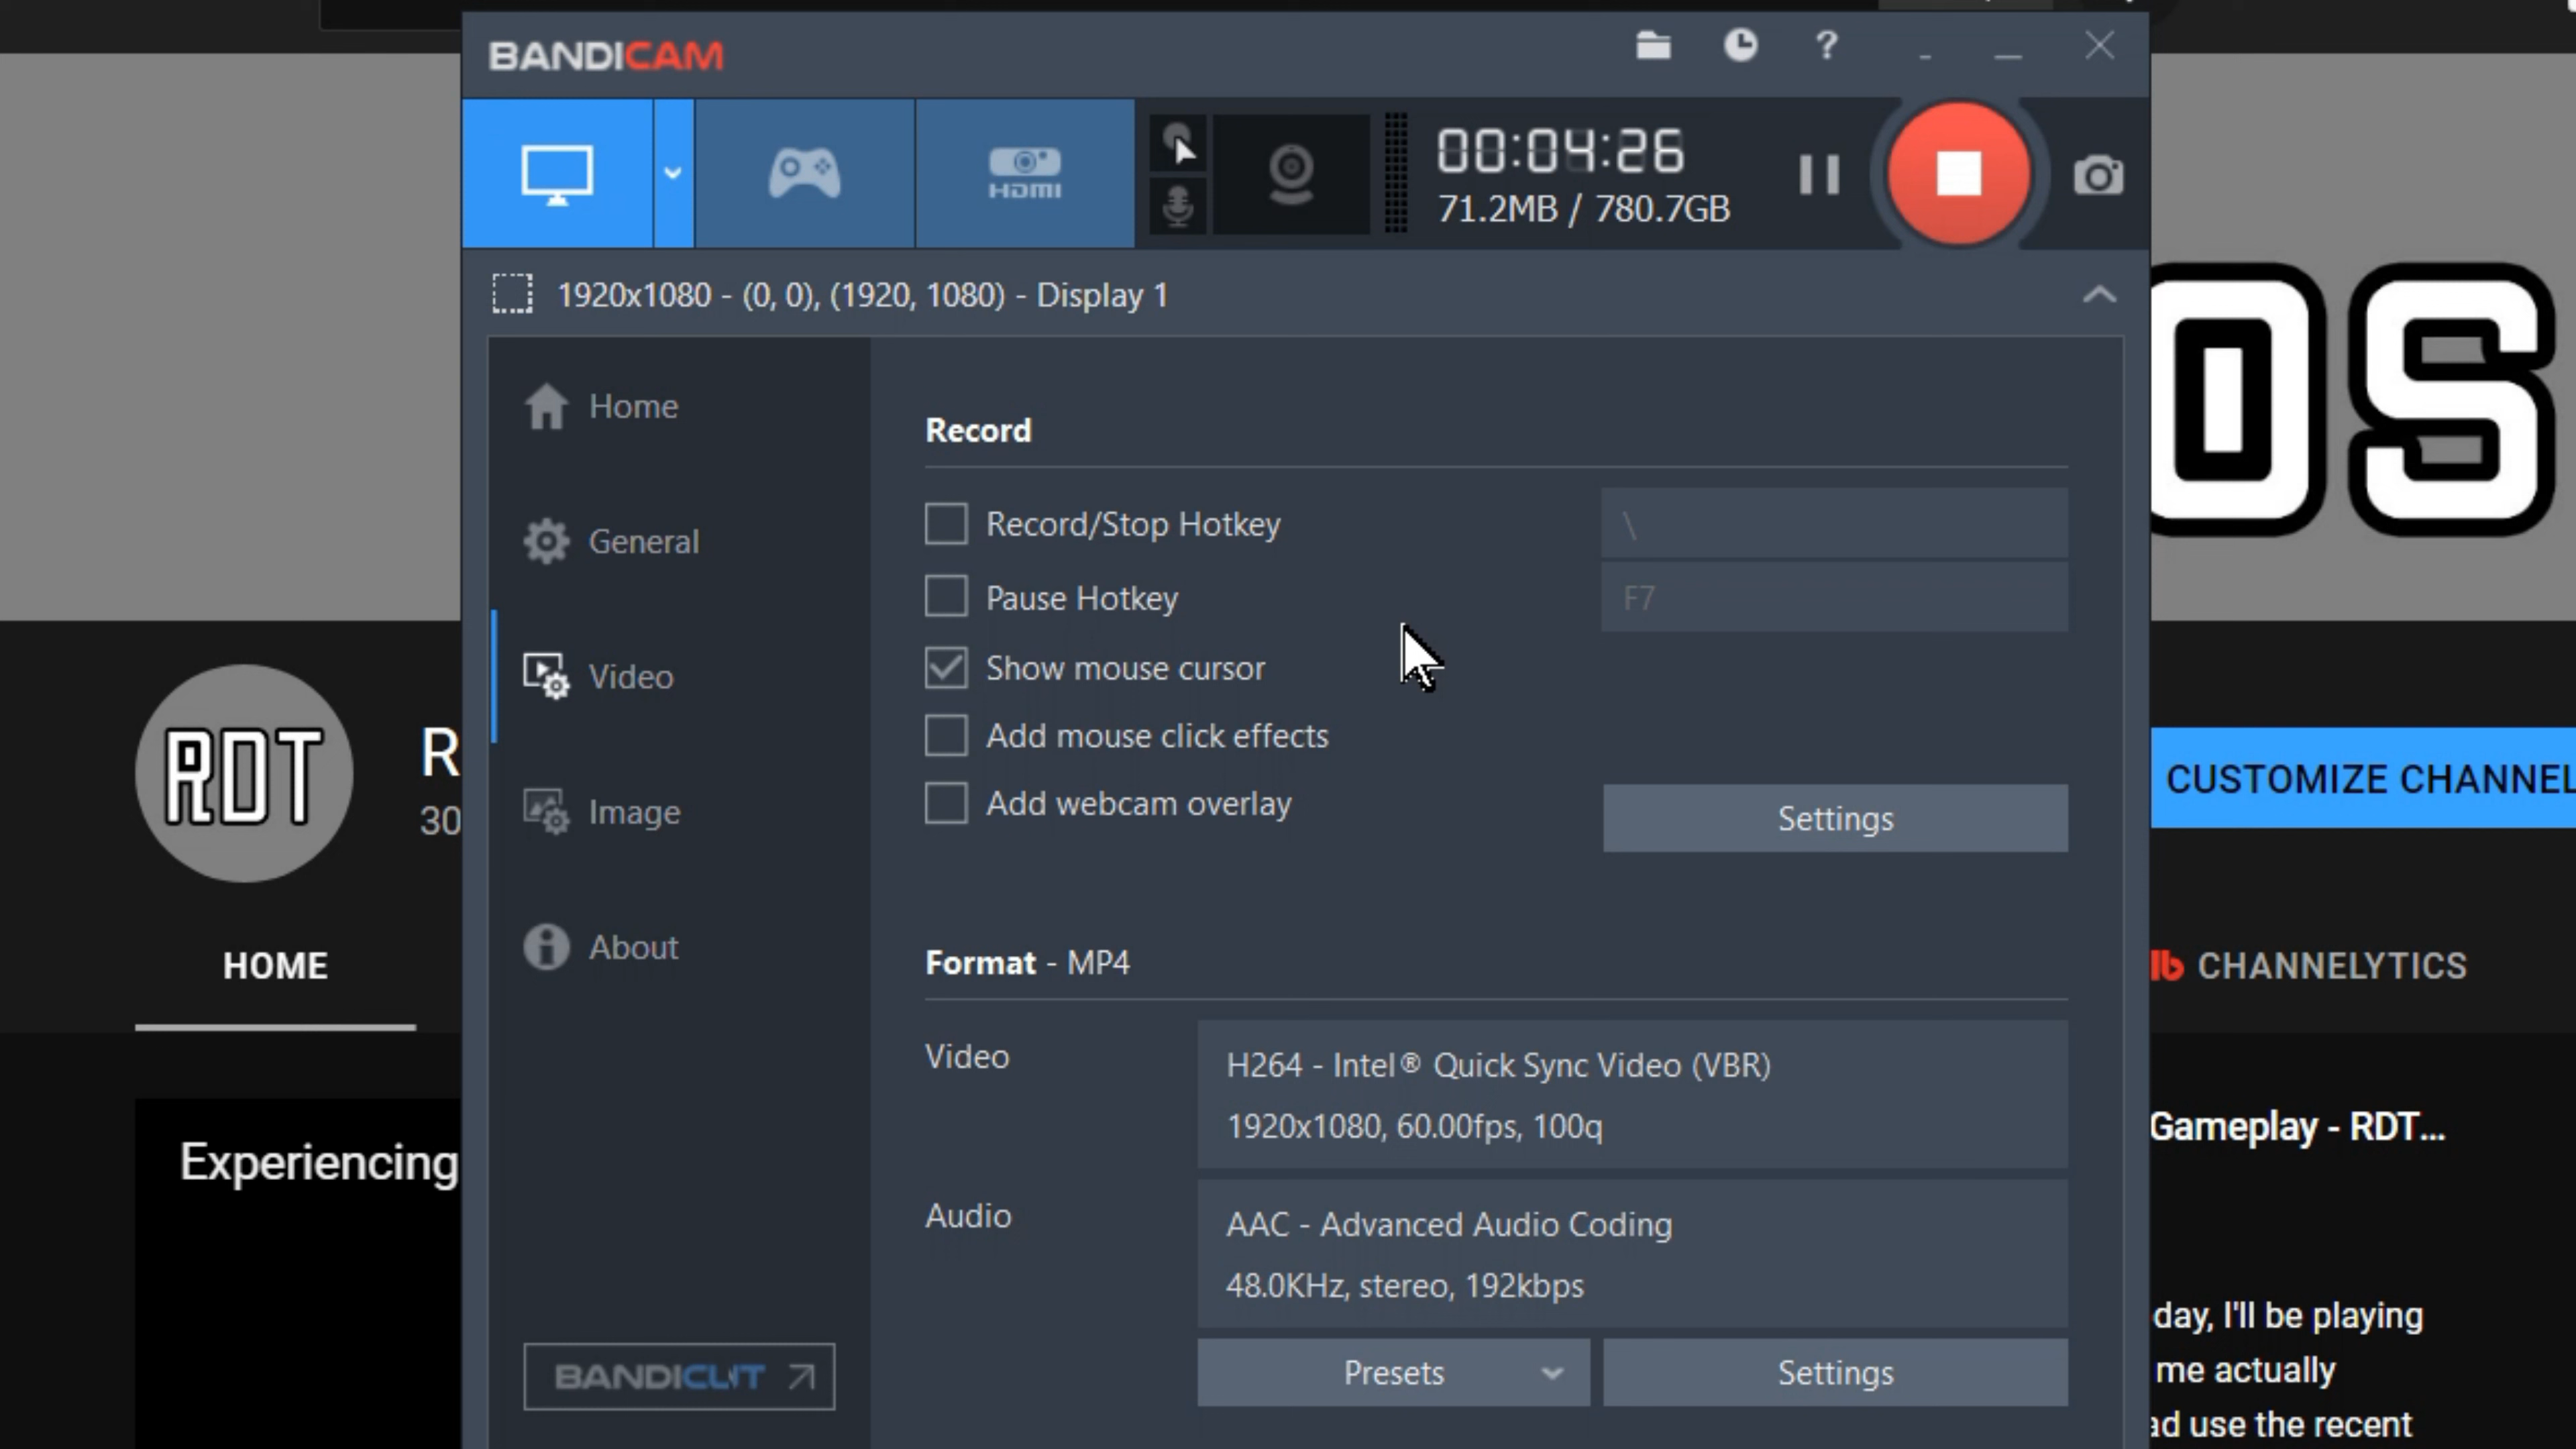 BANDICAM
HDMI
00:04:26
71.2MB / 780.7GB
1920x1080 - (0, 0), (1920, 1080) - Display 1
Home
General
Video
Image
About
BANDICUT
Record
Record/Stop Hotkey
\
Pause Hotkey
F7
Show mouse cursor
Add mouse click effects
Add webcam overlay
Settings
Format - MP4
Video
H264 - Intel® Quick Sync Video (VBR)
1920x1080, 60.00fps, 100q
Audio
AAC - Advanced Audio Coding
48.0KHz, stereo, 192kbps
Presets
Settings
OS
RDT
R
30
CUSTOMIZE CHANNEL
HOME
CHANNELYTICS
Experiencing
Gameplay - RDT...
day, I'll be playing
me actually
use the recent